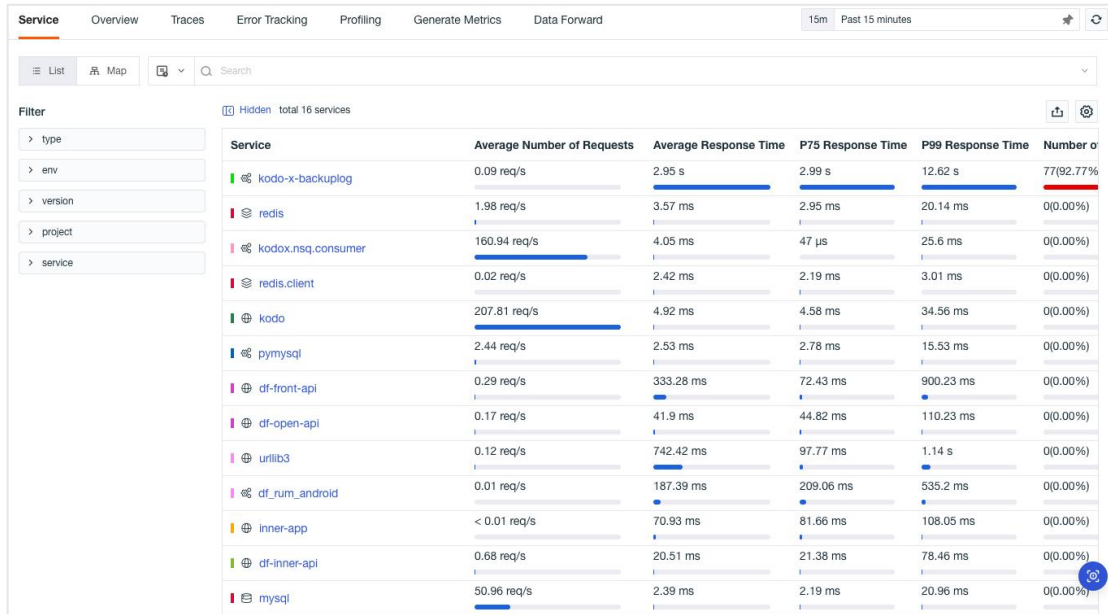 Service Overview Traces Error Tracking Profiling Generate Metrics Data Forward 15m Past 15 minutes
List Map Search
Filter Hidden total 16 services
type
env
version
project
service
Service Average Number of Requests Average Response Time P75 Response Time P99 Response Time Number of
kodo-x-backuplog 0.09 req/s 2.95 s 2.99 s 12.62 s 77(92.77%
redis 1.98 req/s 3.57 ms 2.95 ms 20.14 ms 0(0.00%)
kodox.nsq.consumer 160.94 req/s 4.05 ms 47 μs 25.6 ms 0(0.00%)
redis.client 0.02 req/s 2.42 ms 2.19 ms 3.01 ms 0(0.00%)
kodo 207.81 req/s 4.92 ms 4.58 ms 34.56 ms 0(0.00%)
pymysql 2.44 req/s 2.53 ms 2.78 ms 15.53 ms 0(0.00%)
df-front-api 0.29 req/s 333.28 ms 72.43 ms 900.23 ms 0(0.00%)
df-open-api 0.17 req/s 41.9 ms 44.82 ms 110.23 ms 0(0.00%)
urllib3 0.12 req/s 742.42 ms 97.77 ms 1.14 s 0(0.00%)
df_rum_android 0.01 req/s 187.39 ms 209.06 ms 535.2 ms 0(0.00%)
inner-app < 0.01 req/s 70.93 ms 81.66 ms 108.05 ms 0(0.00%)
df-inner-api 0.68 req/s 20.51 ms 21.38 ms 78.46 ms 0(0.00%)
mysql 50.96 req/s 2.39 ms 2.19 ms 20.96 ms 0(0.00%)